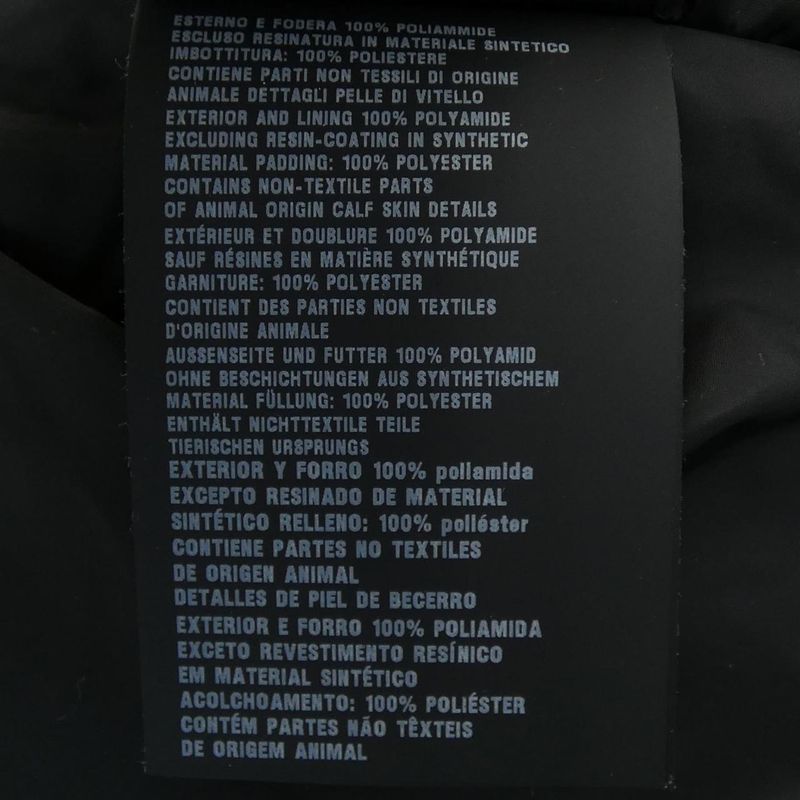 ESTERNO E FODERA 100% POLIAMMIDE
ESCLUSO RESINATURA IN MATERIALE SINTETICO
IMBOTTITURA: 100% POLIESTERE
CONTIENE PARTI NON TESSILI DI ORIGINE
ANIMALE DETTAGLI PELLE DI VITELLO
EXTERIOR AND LINING 100% POLYAMIDE
EXCLUDING RESIN-COATING IN SYNTHETIC
MATERIAL PADDING: 100% POLYESTER
CONTAINS NON-TEXTILE PARTS
OF ANIMAL ORIGIN CALF SKIN DETAILS
EXTÉRIEUR ET DOUBLURE 100% POLYAMIDE
SAUF RÉSINES EN MATIÈRE SYNTHÉTIQUE
GARNITURE: 100% POLYESTER
CONTIENT DES PARTIES NON TEXTILES
D'ORIGINE ANIMALE
AUSSENSEITE UND FUTTER 100% POLYAMID
OHNE BESCHICHTUNGEN AUS SYNTHETISCHEM
MATERIAL FÜLLUNG: 100% POLYESTER
ENTHÄLT NICHTTEXTILE TEILE
TIERISCHEN URSPRUNGS
EXTERIOR Y FORRO 100% poliamida
EXCEPTO RESINADO DE MATERIAL
SINTÉTICO RELLENO: 100% poliéster
CONTIENE PARTES NO TEXTILES
DE ORIGEN ANIMAL
DETALLES DE PIEL DE BECERRO
EXTERIOR E FORRO 100% POLIAMIDA
EXCETO REVESTIMENTO RESÍNICO
EM MATERIAL SINTÉTICO
ACOLCHOAMENTO: 100% POLIÉSTER
CONTÉM PARTES NÃO TÊXTEIS
DE ORIGEM ANIMAL